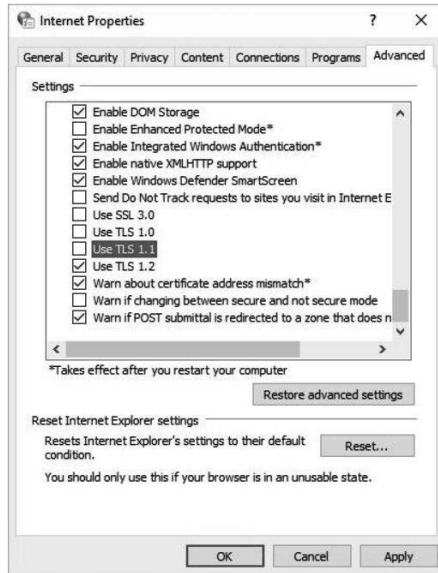 Internet Properties
?
X
General Security Privacy Content Connections Programs Advanced
Settings
Enable DOM Storage
Enable Enhanced Protected Mode*
Enable Integrated Windows Authentication*
Enable native XMLHTTP support
Enable Windows Defender SmartScreen
Send Do Not Track requests to sites you visit in Internet E
Use SSL 3.0
Use TLS 1.0
Use TLS 1.1
Use TLS 1.2
Warn about certificate address mismatch*
Warn if changing between secure and not secure mode
Warn if POST submittal is redirected to a zone that does n
*Takes effect after you restart your computer
Restore advanced settings
Reset Internet Explorer settings
Resets Internet Explorer's settings to their default
condition.
Reset...
You should only use this if your browser is in an unusable state.
OK Cancel Apply